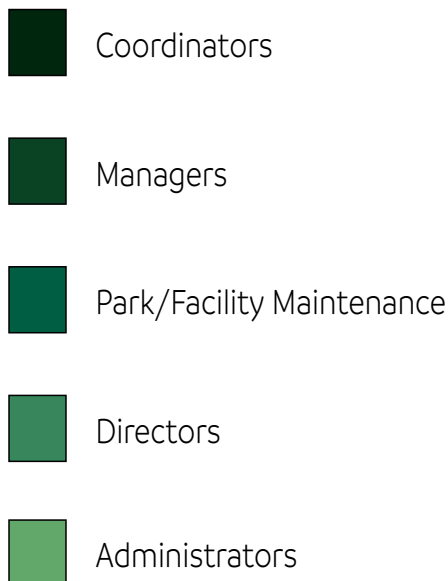 Coordinators
Managers
Park/Facility Maintenance
Directors
Administrators